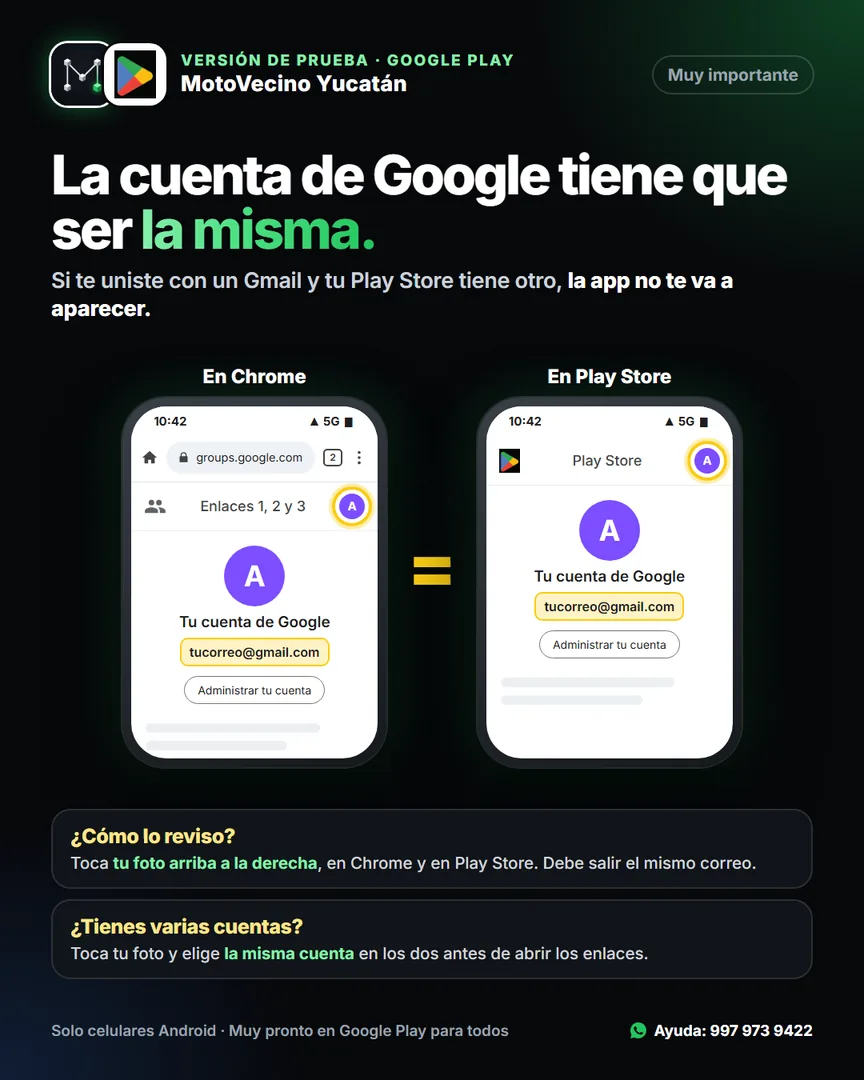 VERSIÓN DE PRUEBA · GOOGLE PLAY
MotoVecino Yucatán
Muy importante
La cuenta de Google tiene que
ser la misma.
Si te uniste con un Gmail y tu Play Store tiene otro, la app no te va a
aparecer.
En Chrome
10:42
5G
groups.google.com
2
Enlaces 1, 2 y 3
A
A
Tu cuenta de Google
tucorreo@gmail.com
Administrar tu cuenta
=
En Play Store
10:42
5G
Play Store
A
A
Tu cuenta de Google
tucorreo@gmail.com
Administrar tu cuenta
¿Cómo lo reviso?
Toca tu foto arriba a la derecha, en Chrome y en Play Store. Debe salir el mismo correo.
¿Tienes varias cuentas?
Toca tu foto y elige la misma cuenta en los dos antes de abrir los enlaces.
Solo celulares Android · Muy pronto en Google Play para todos
Ayuda: 997 973 9422